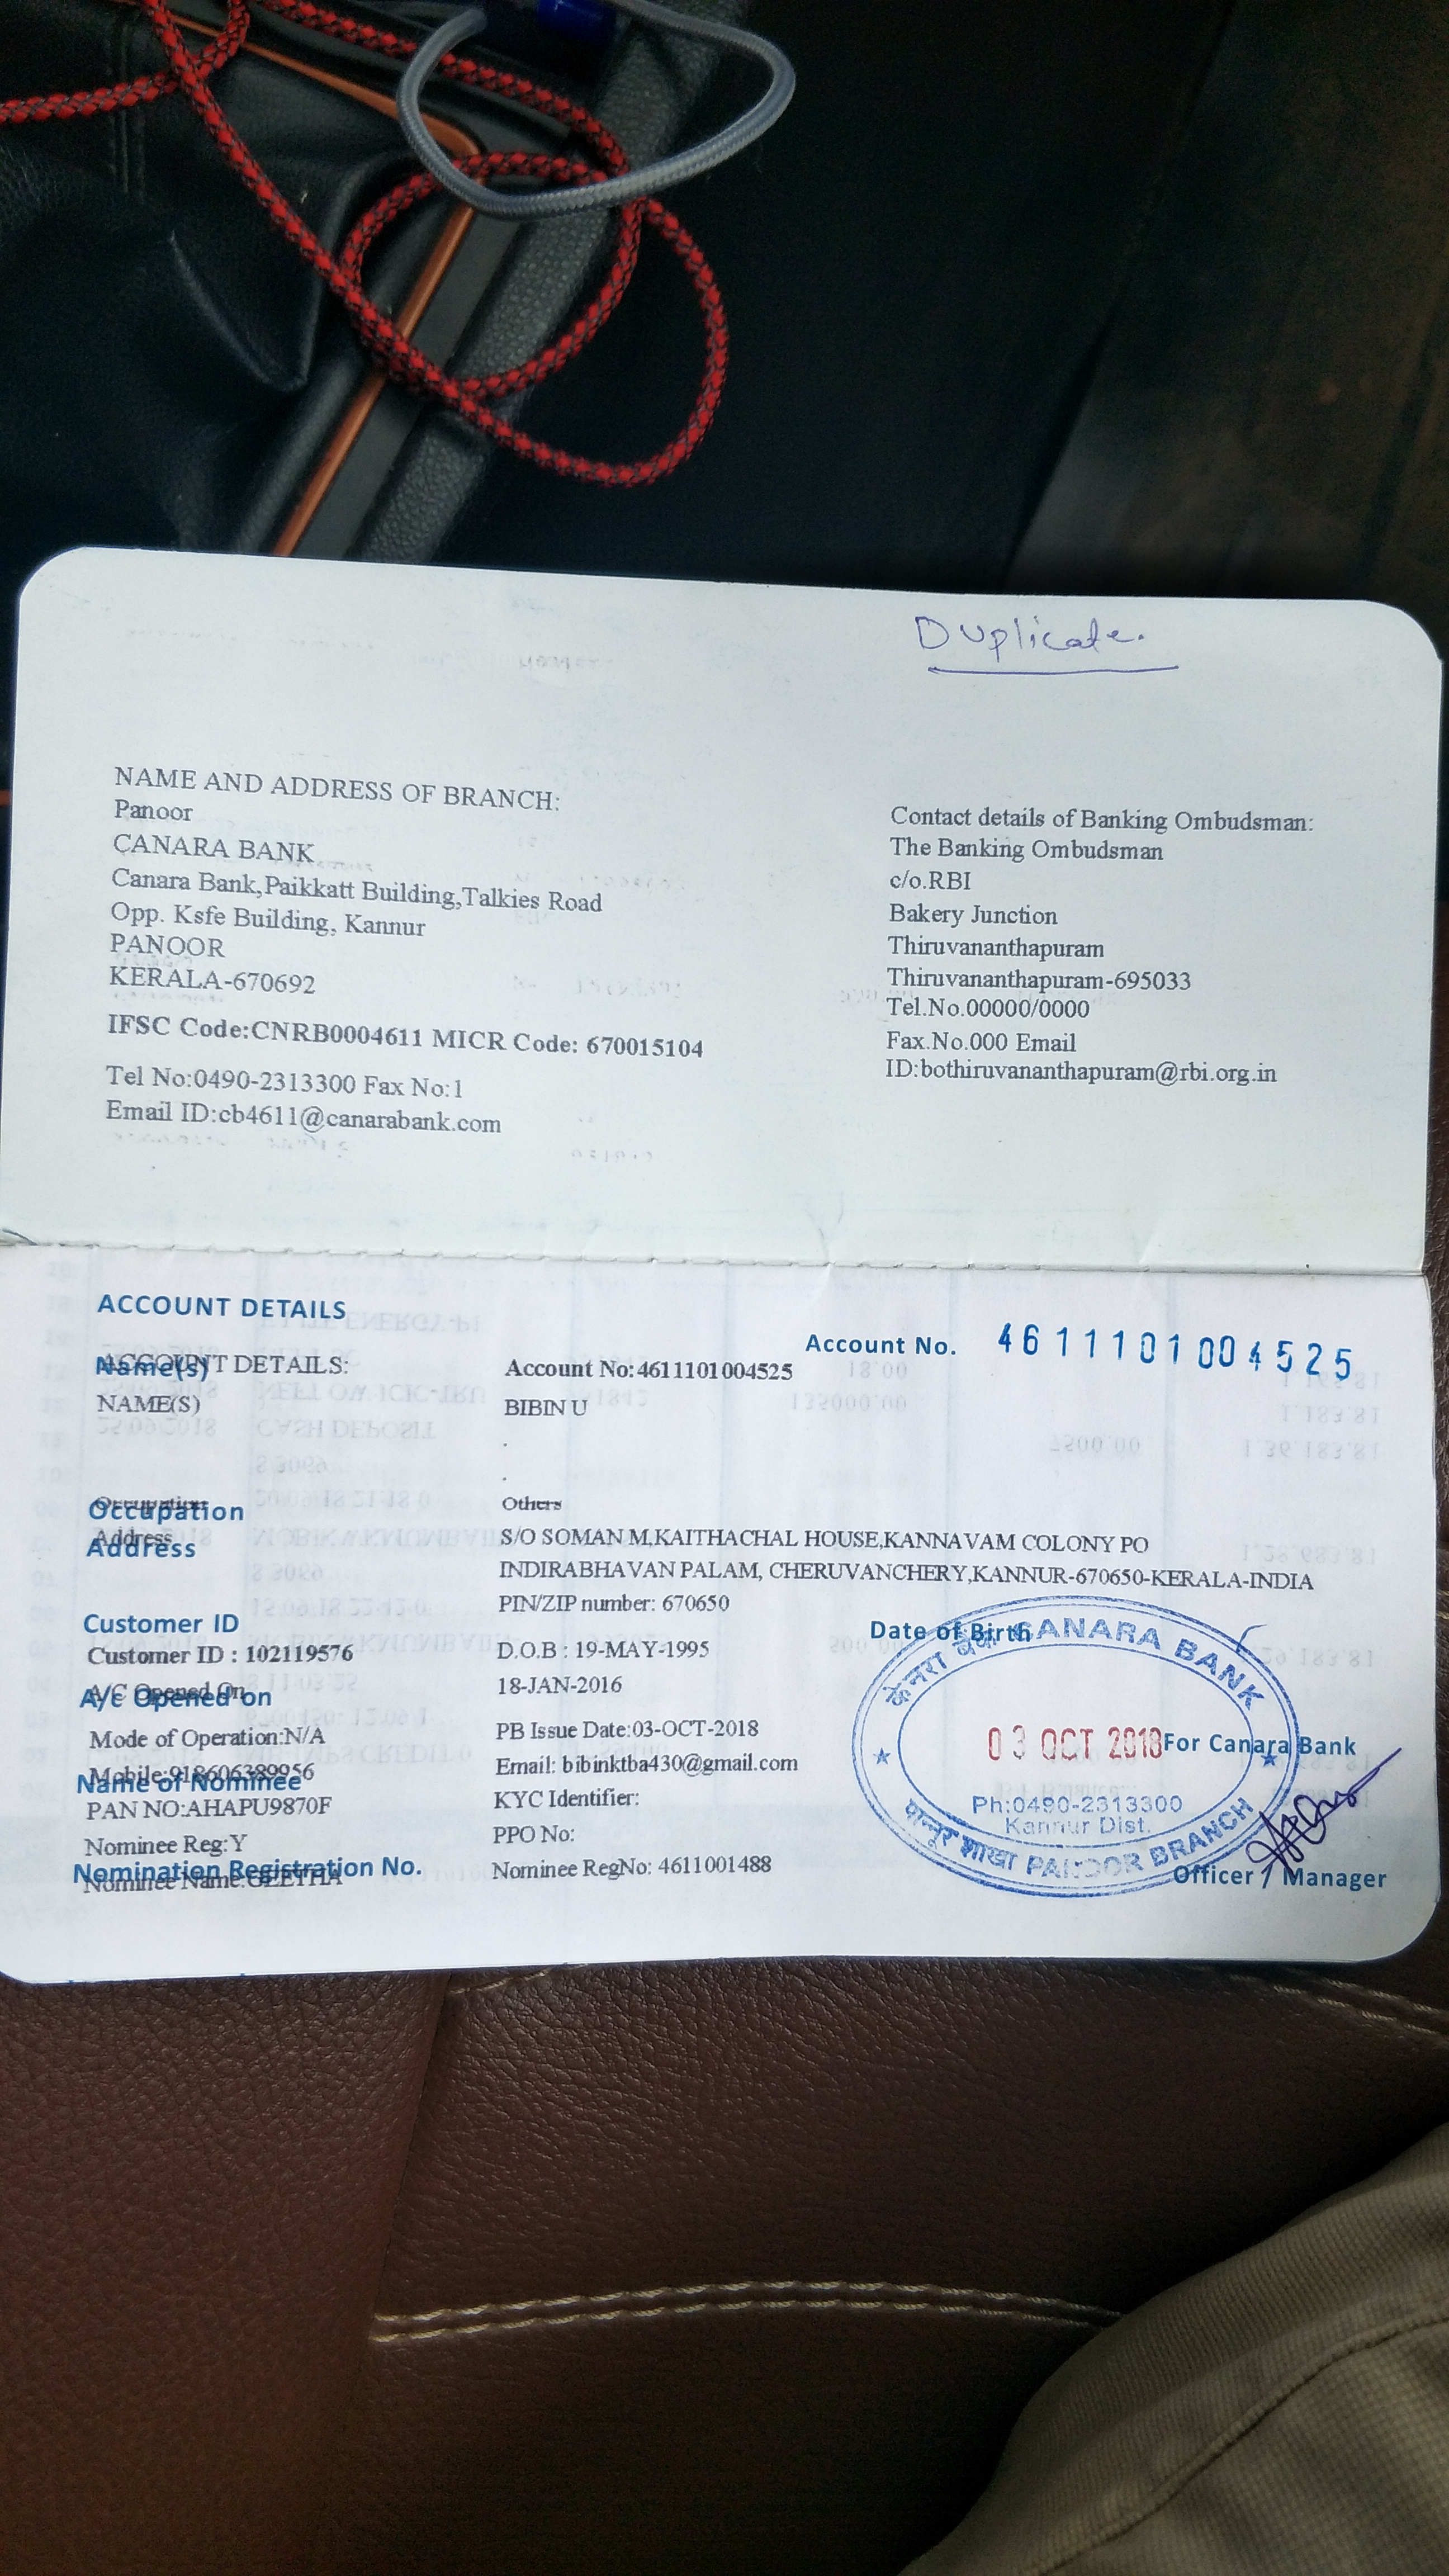 Duplicate.
NAME AND ADDRESS OF BRANCH:
Panoor
CANARA BANK
Canara Bank,Paikkatt Building,Talkies Road
Opp. Ksfe Building, Kannur
PANOOR
KERALA-670692
IFSC Code:CNRB0004611 MICR Code: 670015104
Tel No:0490-2313300 Fax No:1
Email ID:cb4611@canarabank.com
Contact details of Banking Ombudsman:
The Banking Ombudsman
c/o.RBI
Bakery Junction
Thiruvananthapuram
Thiruvananthapuram-695033
Tel.No.00000/0000
Fax.No.000 Email
ID:bothiruvananthapuram@rbi.org.in
ACCOUNT DETAILS
Account No. 4611101004525
Name(s)
ACCOUNT DETAILS: Account No:4611101004525
NAME(S) BIBIN U
.
.
Occupation Others
Occupation
Address S/O SOMAN M,KAITHACHAL HOUSE,KANNAVAM COLONY PO
Address
INDIRABHAVAN PALAM, CHERUVANCHERY,KANNUR-670650-KERALA-INDIA
PIN/ZIP number: 670650
Customer ID
Date of Birth
Customer ID : 102119576 D.O.B : 19-MAY-1995
A/C Opened On 18-JAN-2016
A/c Opened on
Mode of Operation:N/A PB Issue Date:03-OCT-2018
Mobile:918606389956 Email: bibinktba430@gmail.com
Name of Nominee
PAN NO:AHAPU9870F KYC Identifier:
Nominee Reg:Y PPO No:
Nomination Registration No.
Nominee Name:GEETHA Nominee RegNo: 4611001488
केनरा बैंक CANARA BANK
03 OCT 2018
For Canara Bank
Ph:0490-2313300
Kannur Dist.
पानूर शाखा PANOOR BRANCH
Officer / Manager